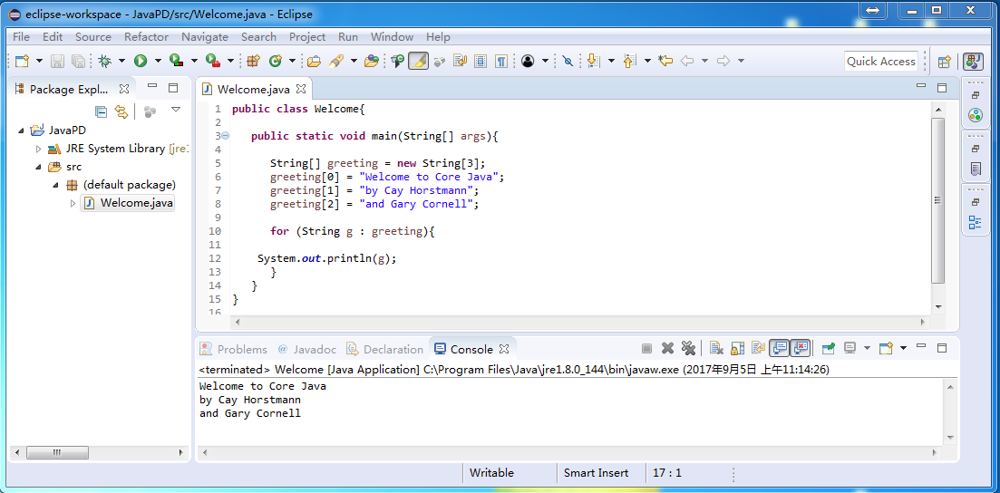 eclipse-workspace - JavaPD/src/Welcome.java - Eclipse
File Edit Source Refactor Navigate Search Project Run Window Help
Quick Access
Package Expl...
JavaPD
JRE System Library [jre1
src
(default package)
Welcome.java
Welcome.java
1 public class Welcome{
2
3 public static void main(String[] args){
4
5 String[] greeting = new String[3];
6 greeting[0] = "Welcome to Core Java";
7 greeting[1] = "by Cay Horstmann";
8 greeting[2] = "and Gary Cornell";
9
10 for (String g : greeting){
11
12 System.out.println(g);
13 }
14 }
15 }
16
Problems @ Javadoc Declaration Console
<terminated> Welcome [Java Application] C:\Program Files\Java\jre1.8.0_144\bin\javaw.exe (2017年9月5日 上午11:14:26)
Welcome to Core Java
by Cay Horstmann
and Gary Cornell
Writable Smart Insert 17 : 1